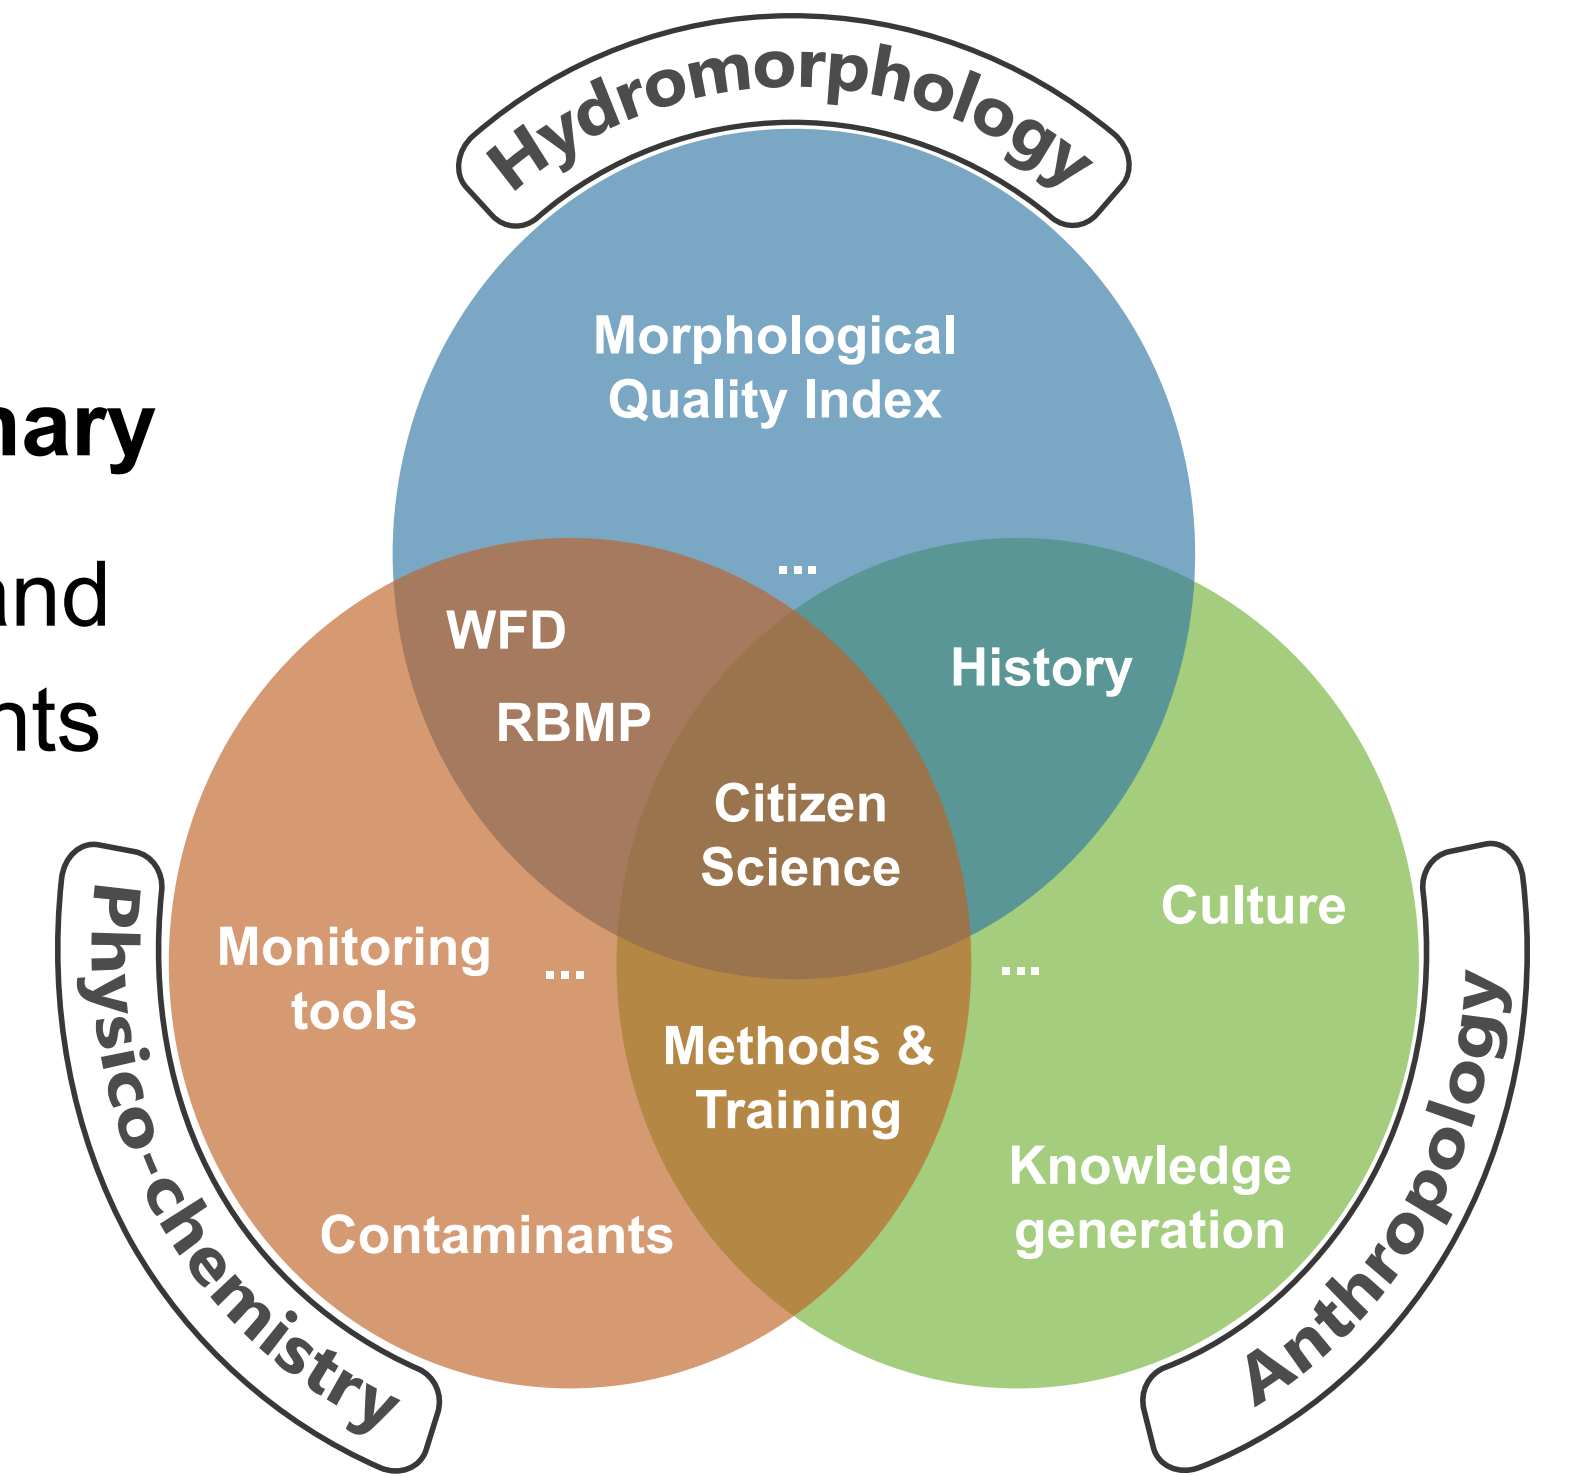 Hydromorphology
Morphological
Quality Index
...
nary
and
nts
WFD
RBMP
History
Citizen
Science
Culture
Monitoring
tools
...
...
Methods &
Training
Knowledge
generation
Contaminants
Physico-chemistry
Anthropology